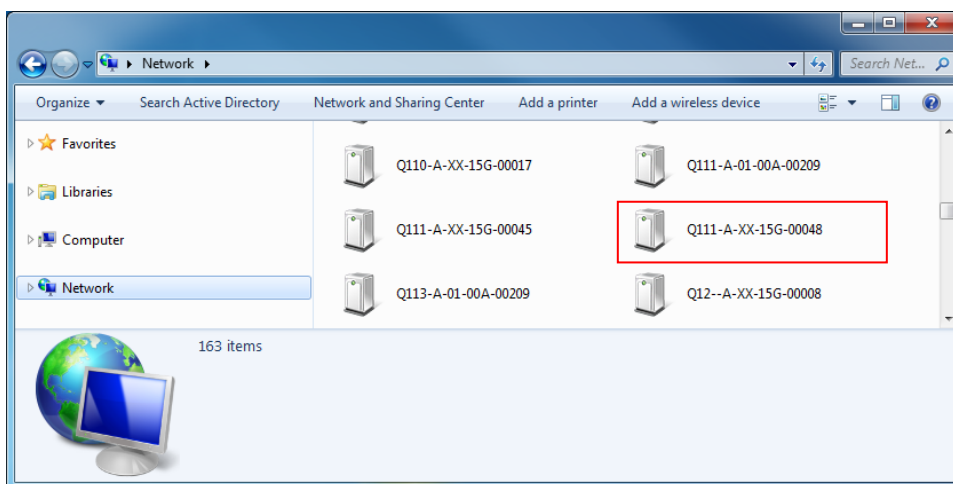 Network
Search Net...
Organize Search Active Directory Network and Sharing Center Add a printer Add a wireless device
Favorites
Libraries
Computer
Network
Q110-A-XX-15G-00017 Q111-A-01-00A-00209
Q111-A-XX-15G-00045 Q111-A-XX-15G-00048
Q113-A-01-00A-00209 Q12--A-XX-15G-00008
163 items